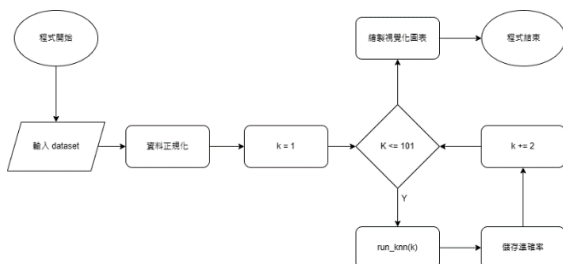 程式開始
輸入 dataset
資料正規化
k = 1
K <= 101
繪製視覺化圖表
程式結束
Y
run_knn(k)
儲存準確率
k += 2